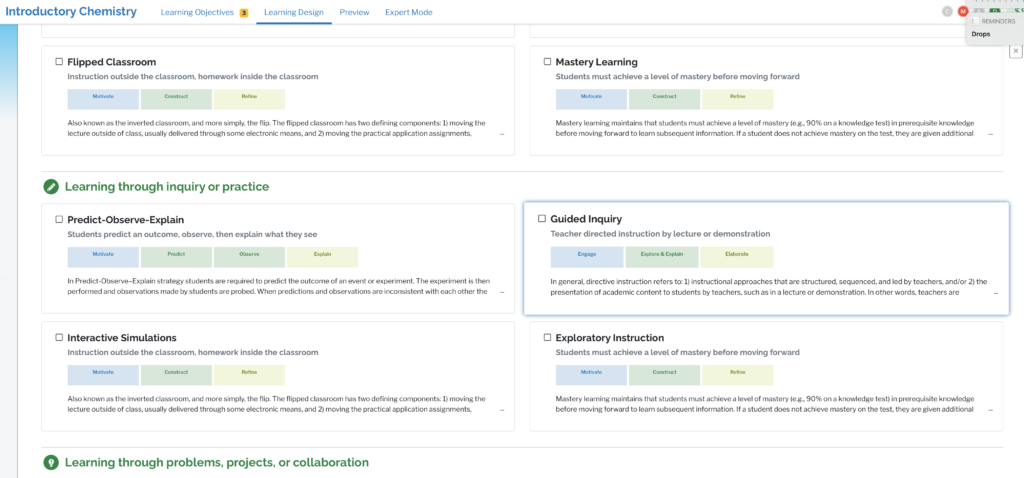 Introductory Chemistry
Learning Objectives 3 Learning Design Preview Expert Mode
C M
REMINDERS
Drops
Flipped Classroom
Instruction outside the classroom, homework inside the classroom
Motivate Construct Refine
Also known as the inverted classroom, and more simply, the flip. The flipped classroom has two defining components: 1) moving the
lecture outside of class, usually delivered through some electronic means, and 2) moving the practical application assignments, ...
Mastery Learning
Students must achieve a level of mastery before moving forward
Motivate Construct Refine
Mastery learning maintains that students must achieve a level of mastery (e.g., 90% on a knowledge test) in prerequisite knowledge
before moving forward to learn subsequent information. If a student does not achieve mastery on the test, they are given additional ...
Learning through inquiry or practice
Predict-Observe-Explain
Students predict an outcome, observe, then explain what they see
Motivate Predict Observe Explain
In Predict-Observe-Explain strategy students are required to predict the outcome of an event or experiment. The experiment is then
performed and observations made by students are probed. When predictions and observations are inconsistent with each other the ...
Guided Inquiry
Teacher directed instruction by lecture or demonstration
Engage Explore & Explain Elaborate
In general, directive instruction refers to: 1) instructional approaches that are structured, sequenced, and led by teachers, and/or 2) the
presentation of academic content to students by teachers, such as in a lecture or demonstration. In other words, teachers are ...
Interactive Simulations
Instruction outside the classroom, homework inside the classroom
Motivate Construct Refine
Also known as the inverted classroom, and more simply, the flip. The flipped classroom has two defining components: 1) moving the
lecture outside of class, usually delivered through some electronic means, and 2) moving the practical application assignments, ...
Exploratory Instruction
Students must achieve a level of mastery before moving forward
Motivate Construct Refine
Mastery learning maintains that students must achieve a level of mastery (e.g., 90% on a knowledge test) in prerequisite knowledge
before moving forward to learn subsequent information. If a student does not achieve mastery on the test, they are given additional ...
Learning through problems, projects, or collaboration